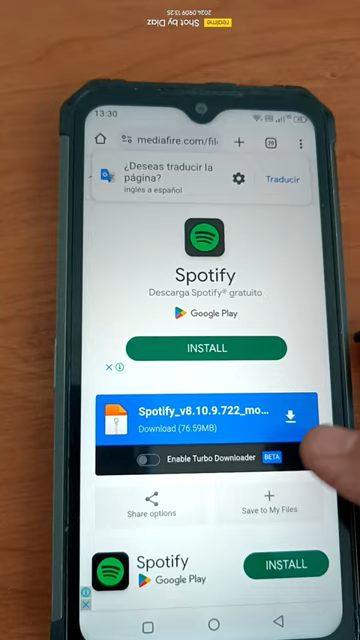 2024.09.09 13:25
Shot by Diaz
realme
13:30
mediafire.com/fil
39
¿Deseas traducir la
página?
inglés a español
Traducir
Spotify
Descarga Spotify® gratuito
Google Play
INSTALL
Spotify_v8.10.9.722_mo...
Download (76.59MB)
Enable Turbo Downloader BETA
Share options
Save to My Files
Spotify
Google Play
INSTALL